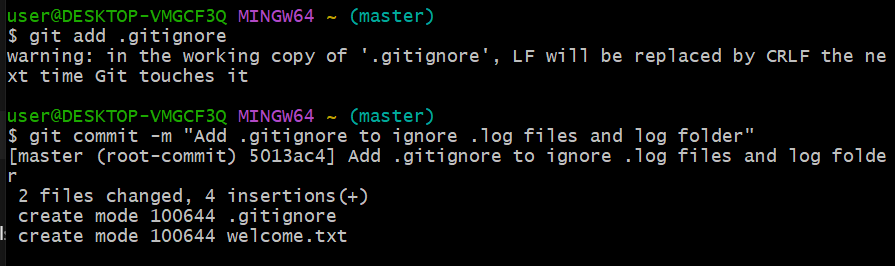 user@DESKTOP-VMGCF3Q MINGW64 ~ (master)
$ git add .gitignore
warning: in the working copy of '.gitignore', LF will be replaced by CRLF the ne
xt time Git touches it
user@DESKTOP-VMGCF3Q MINGW64 ~ (master)
$ git commit -m "Add .gitignore to ignore .log files and log folder"
[master (root-commit) 5013ac4] Add .gitignore to ignore .log files and log folde
r
 2 files changed, 4 insertions(+)
 create mode 100644 .gitignore
 create mode 100644 welcome.txt